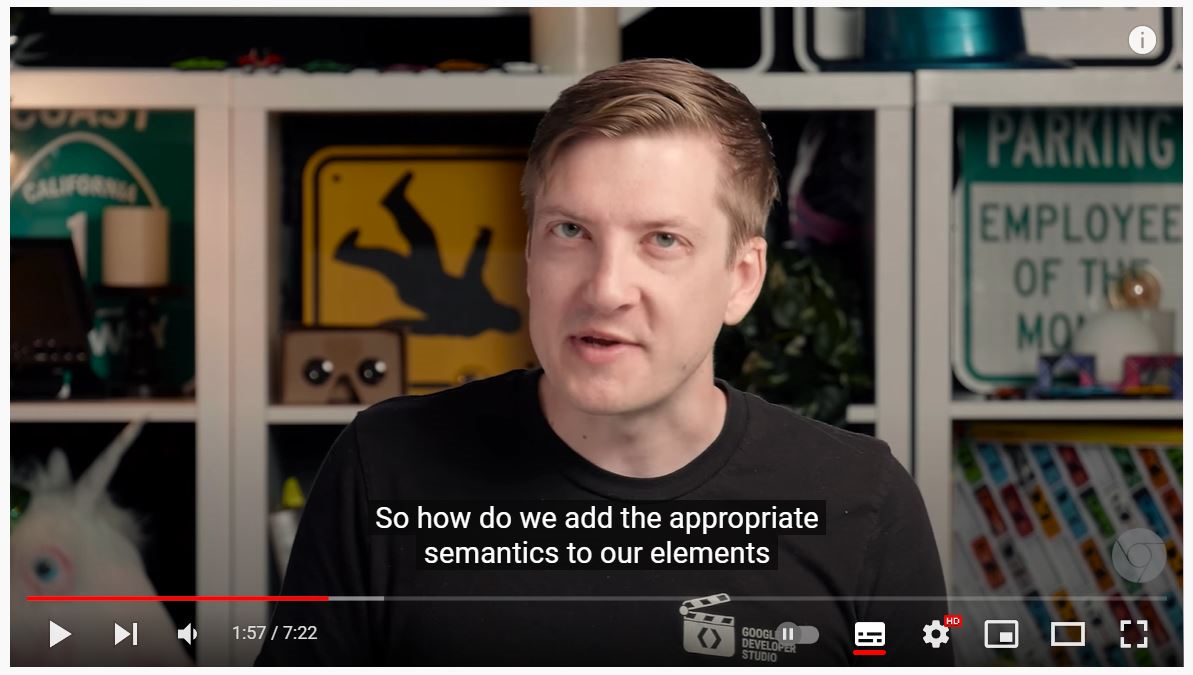 COAST
CALIFORNIA
PARKING
EMPLOYEE
OF THE
So how do we add the appropriate
semantics to our elements
1:57 / 7:22
HD
GOOGLE
DEVELOPER
STUDIO